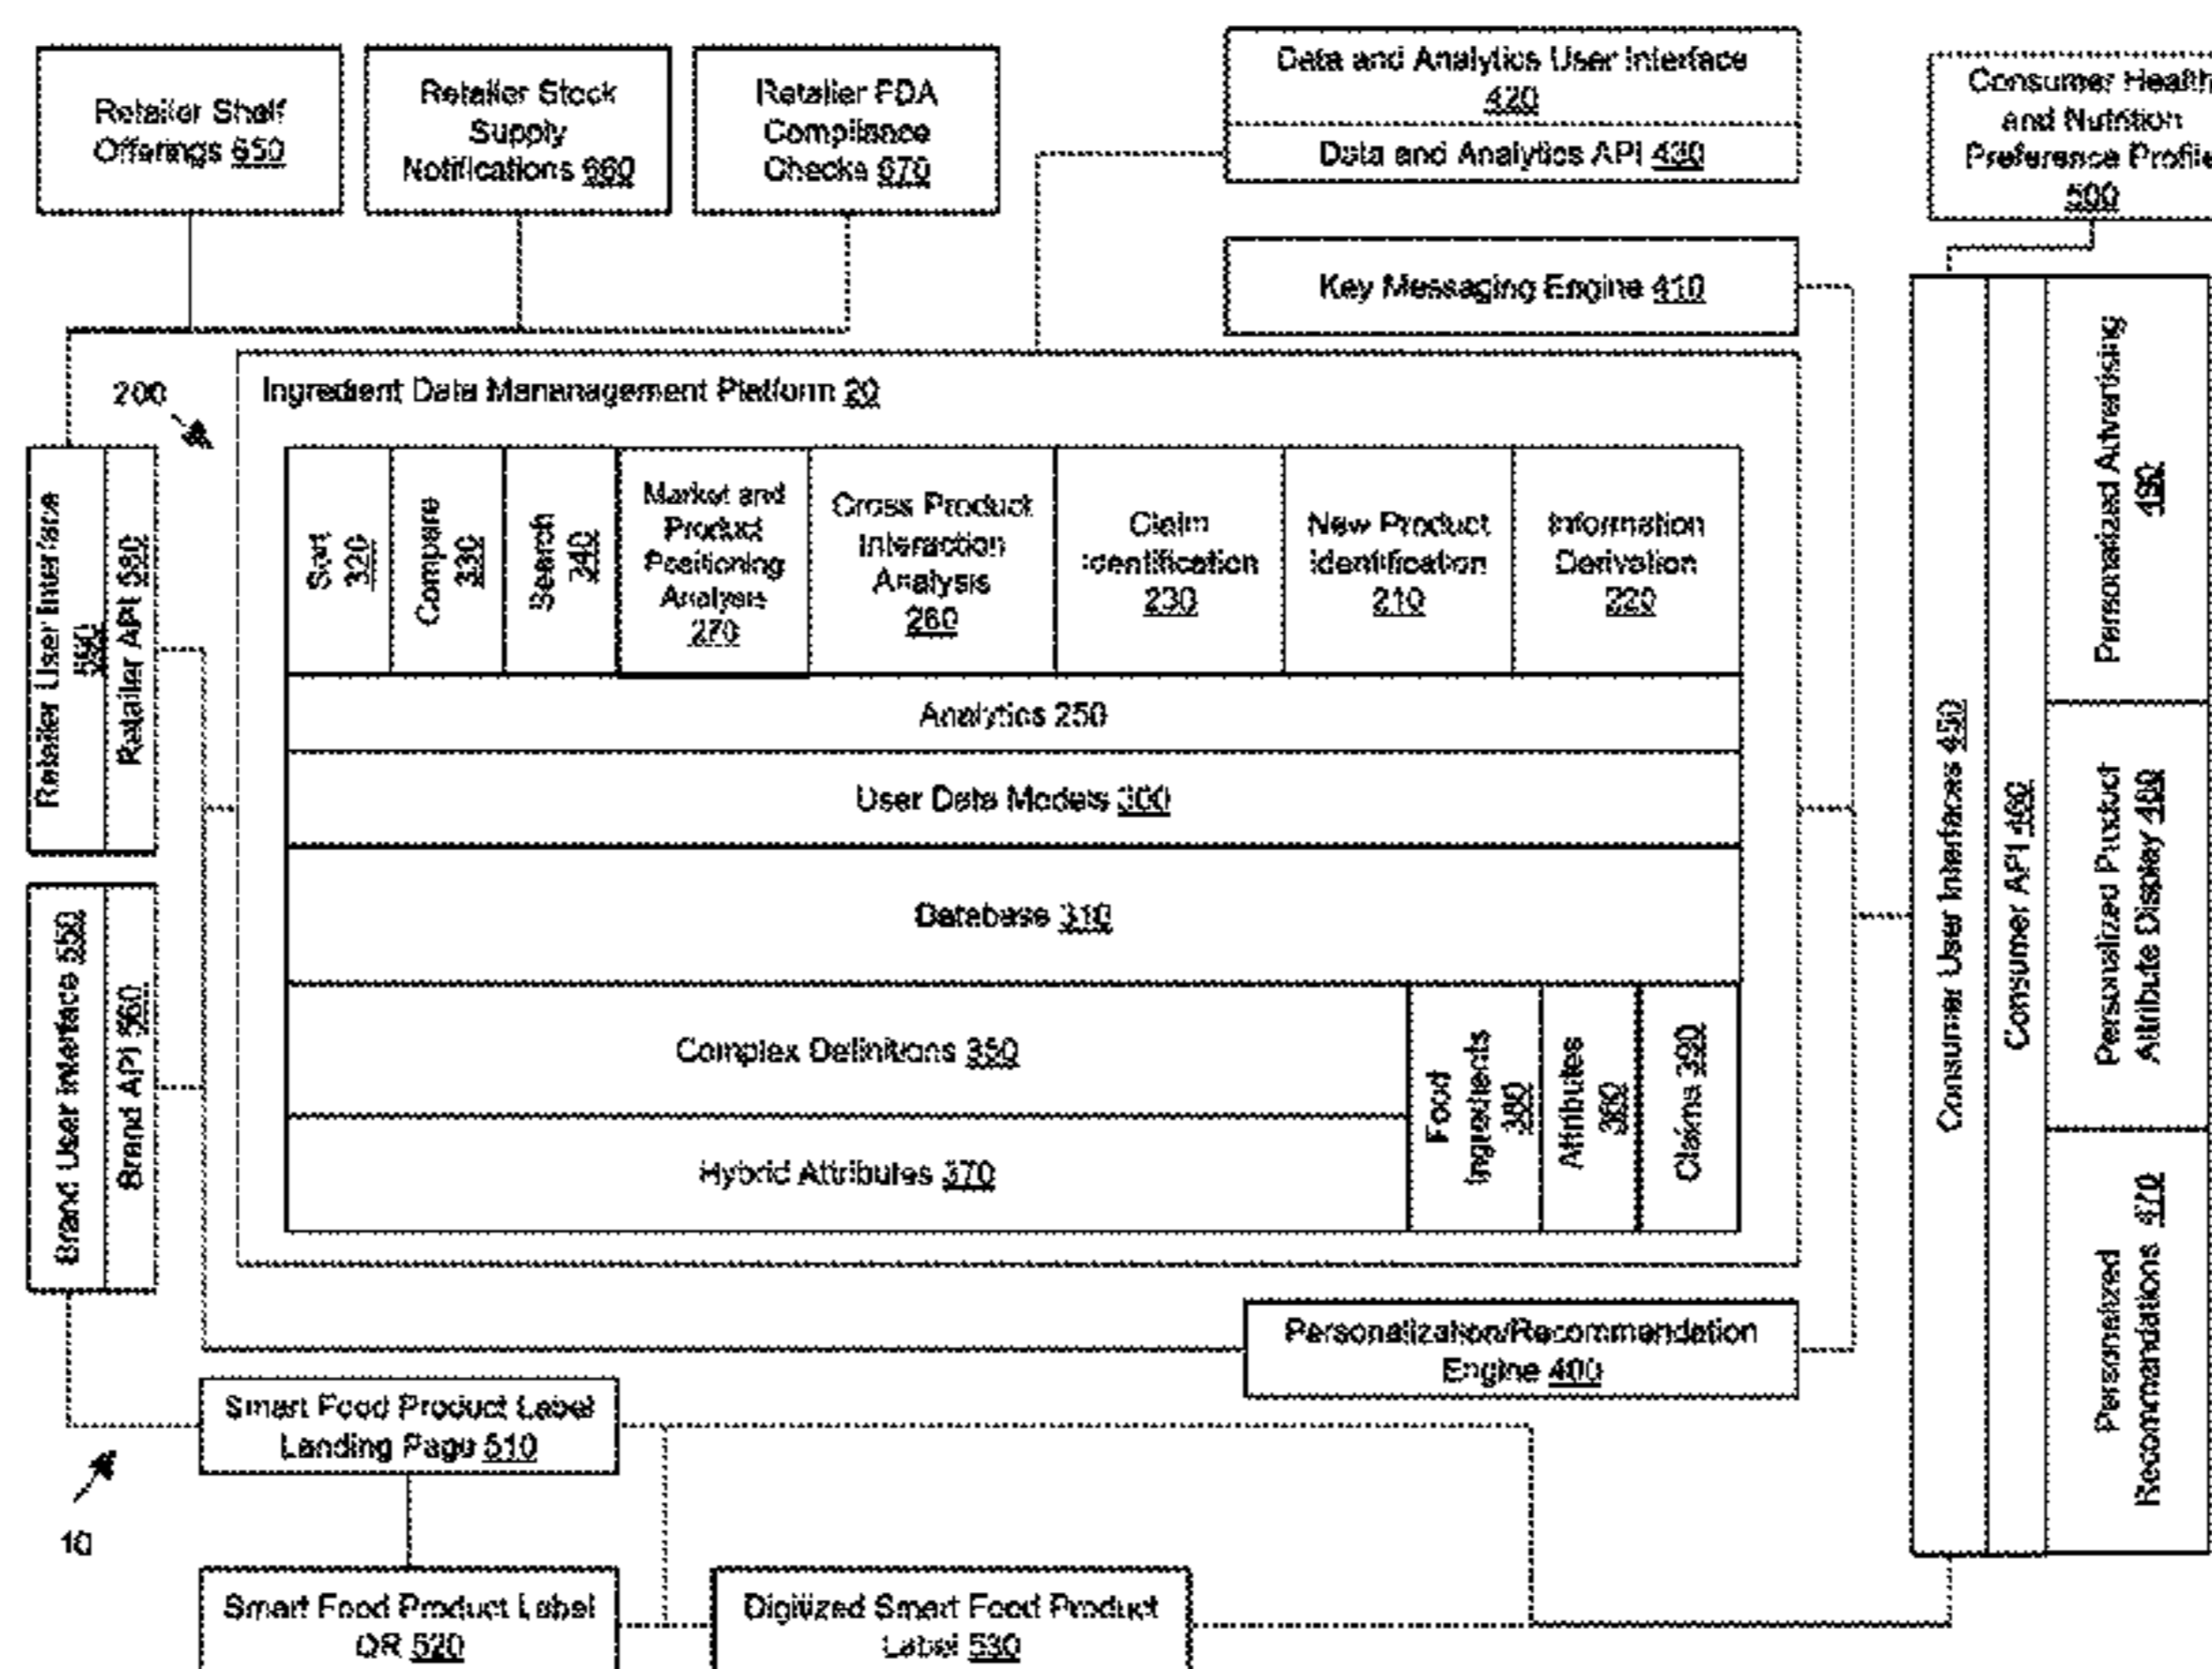 Retailer Shelf
Offerings 650
Retailer Stock
Supply
Notifications 660
Retailer FDA
Compliance
Checks 670
Data and Analytics User Interface
420
Data and Analytics API 430
Consumer Health
and Nutrition
Preference Profile
500
Key Messaging Engine 410
200
Ingredient Data Mananagement Platform 20
Retailer User Interface
590
Retailer API 580
Sort
320
Compare
330
Search
240
Market and
Product
Positioning
Analysis
270
Cross Product
Interaction
Analysis
260
Claim
Identification
230
New Product
Identification
210
Information
Derivation
220
Analytics 250
User Data Models 300
Database 310
Complex Definitions 350
Hybrid Attributes 370
Food
Ingredients
380
Attributes
360
Claims 390
Brand User Interface 550
Brand API 560
Consumer User Interfaces 450
Consumer API 460
Personalized Advertising
490
Personalized Product
Attribute Display 480
Personalized
Recommendations 470
Personalization/Recommendation
Engine 400
Smart Food Product Label
Landing Page 510
10
Smart Food Product Label
QR 520
Digitized Smart Food Product
Label 530